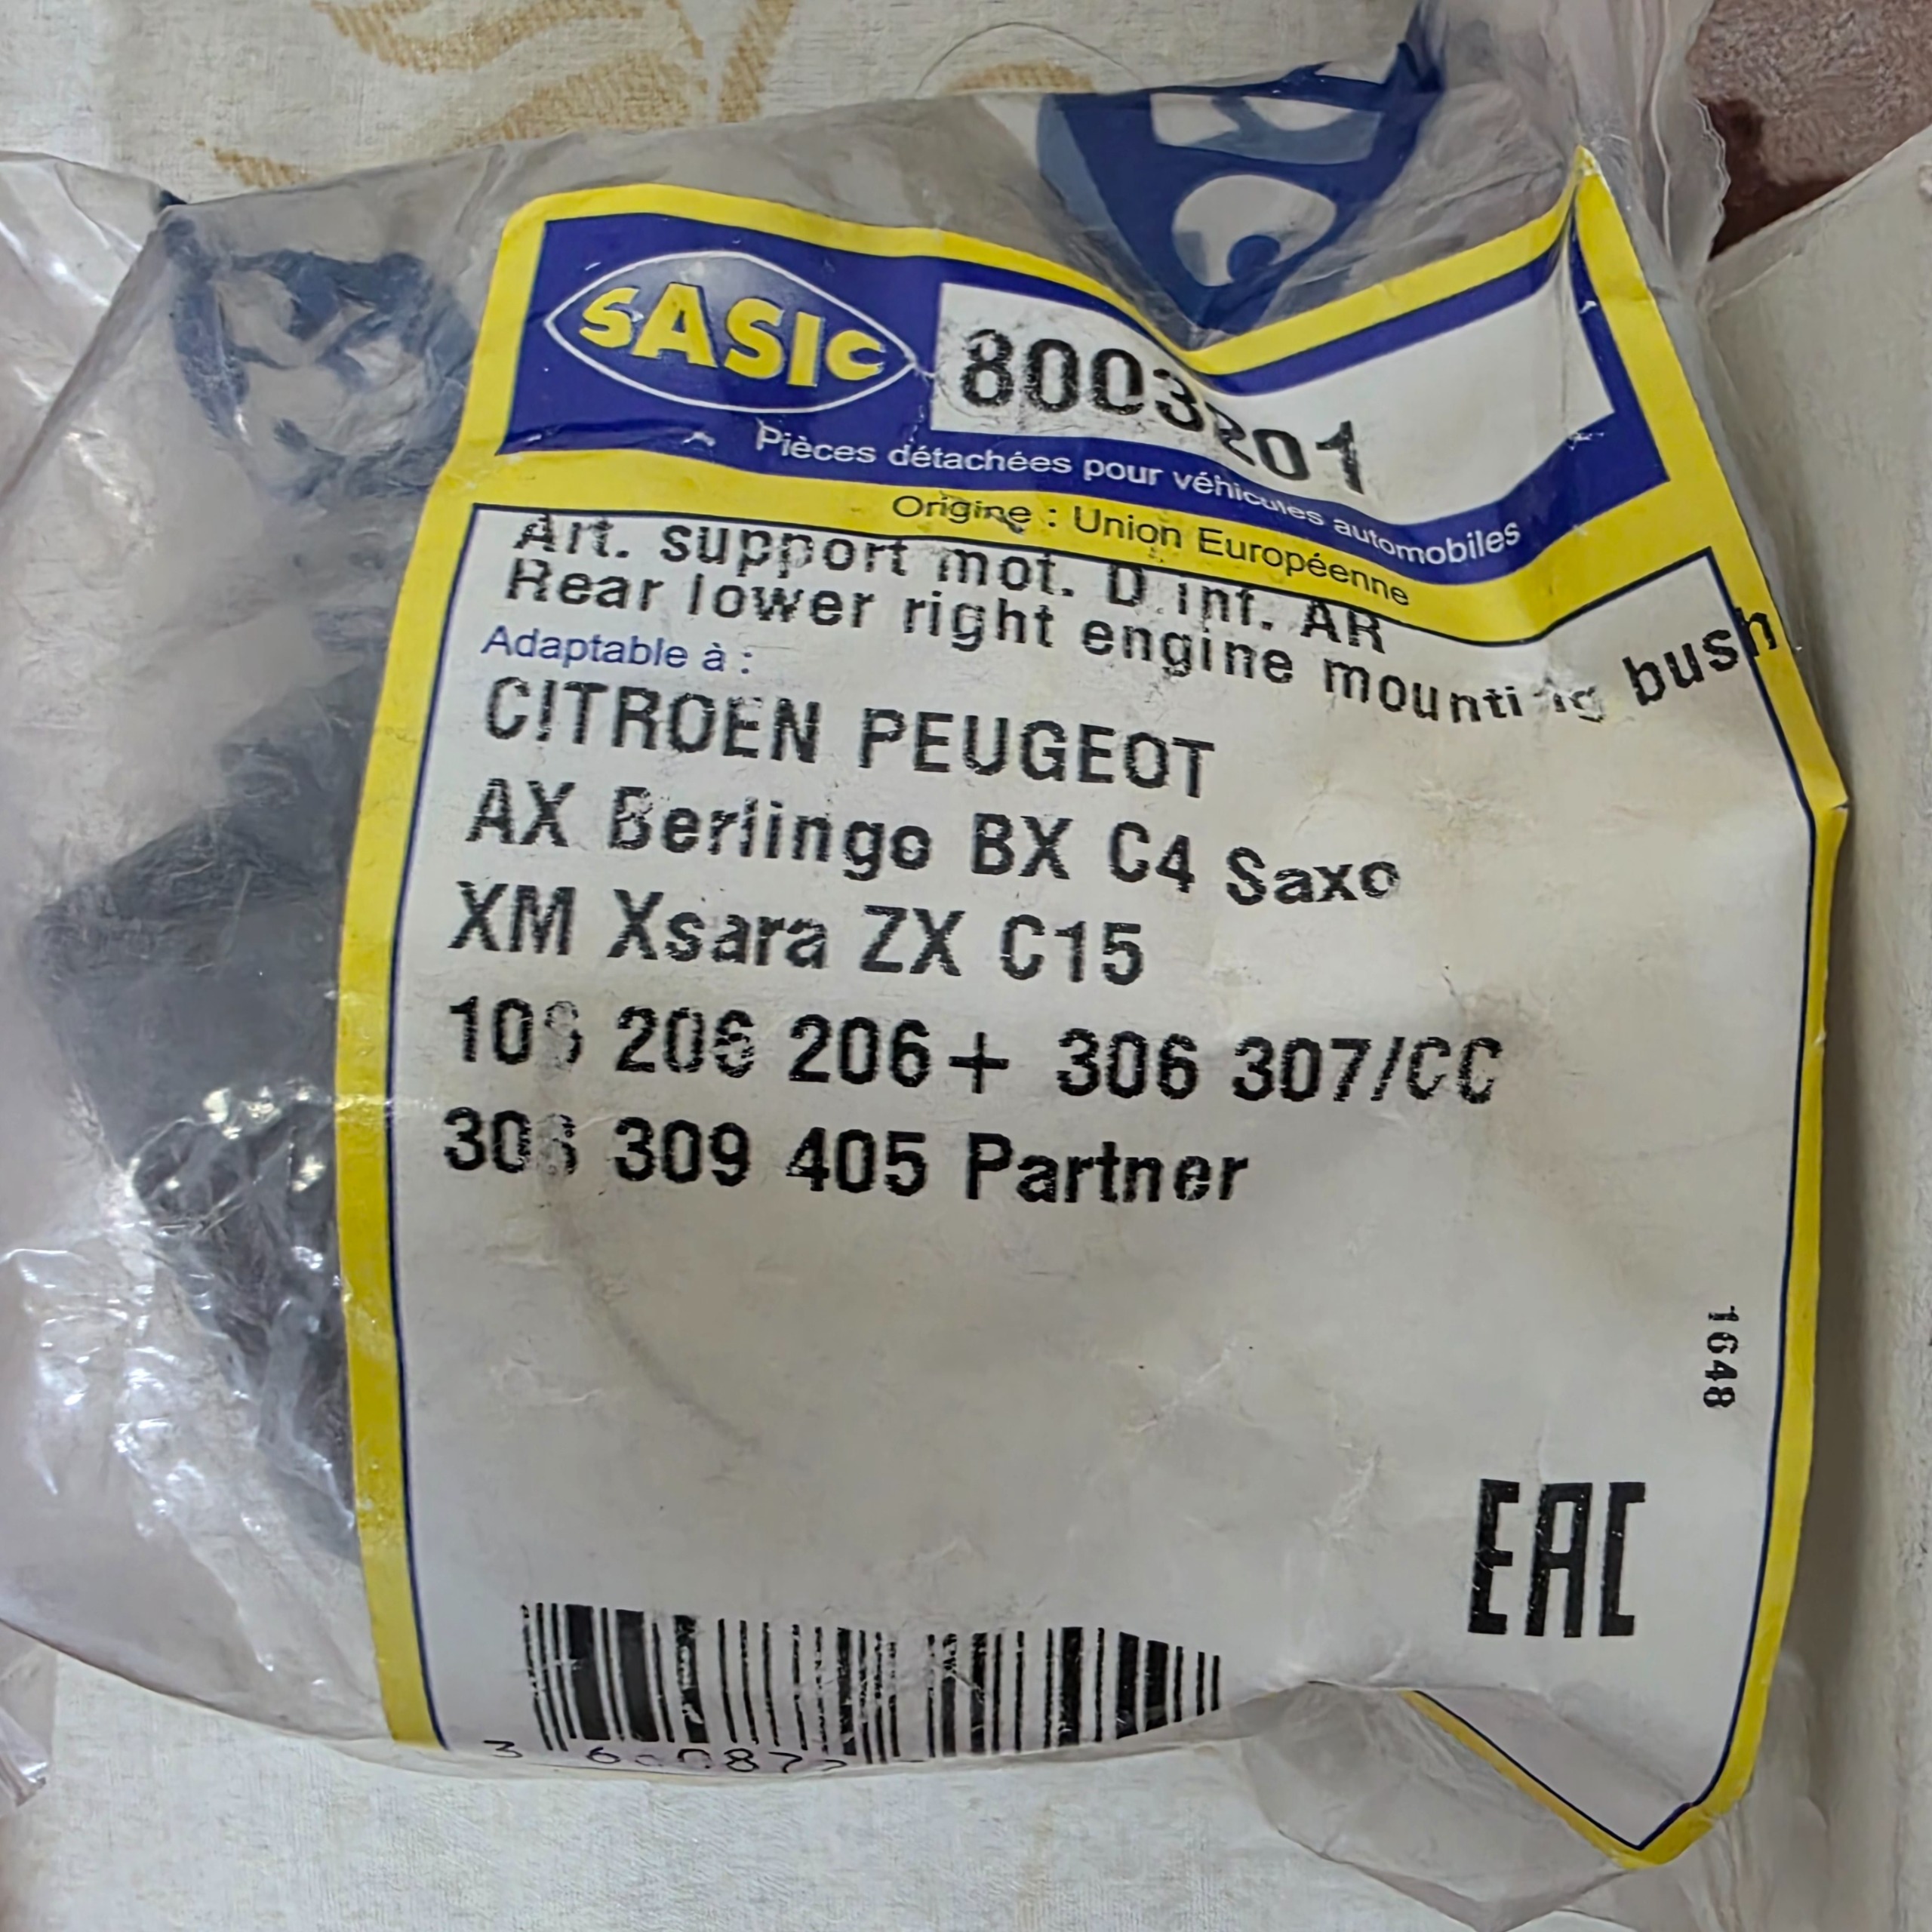 SASIC
8003201
Pièces détachées pour véhicules automobiles
Origine : Union Européenne
Art. support mot. D inf. AR
Rear lower right engine mounting bush
Adaptable à :
CITROEN PEUGEOT
AX Berlingo BX C4 Saxo
XM Xsara ZX C15
106 206 206+ 306 307/CC
308 309 405 Partner
1648
EAC